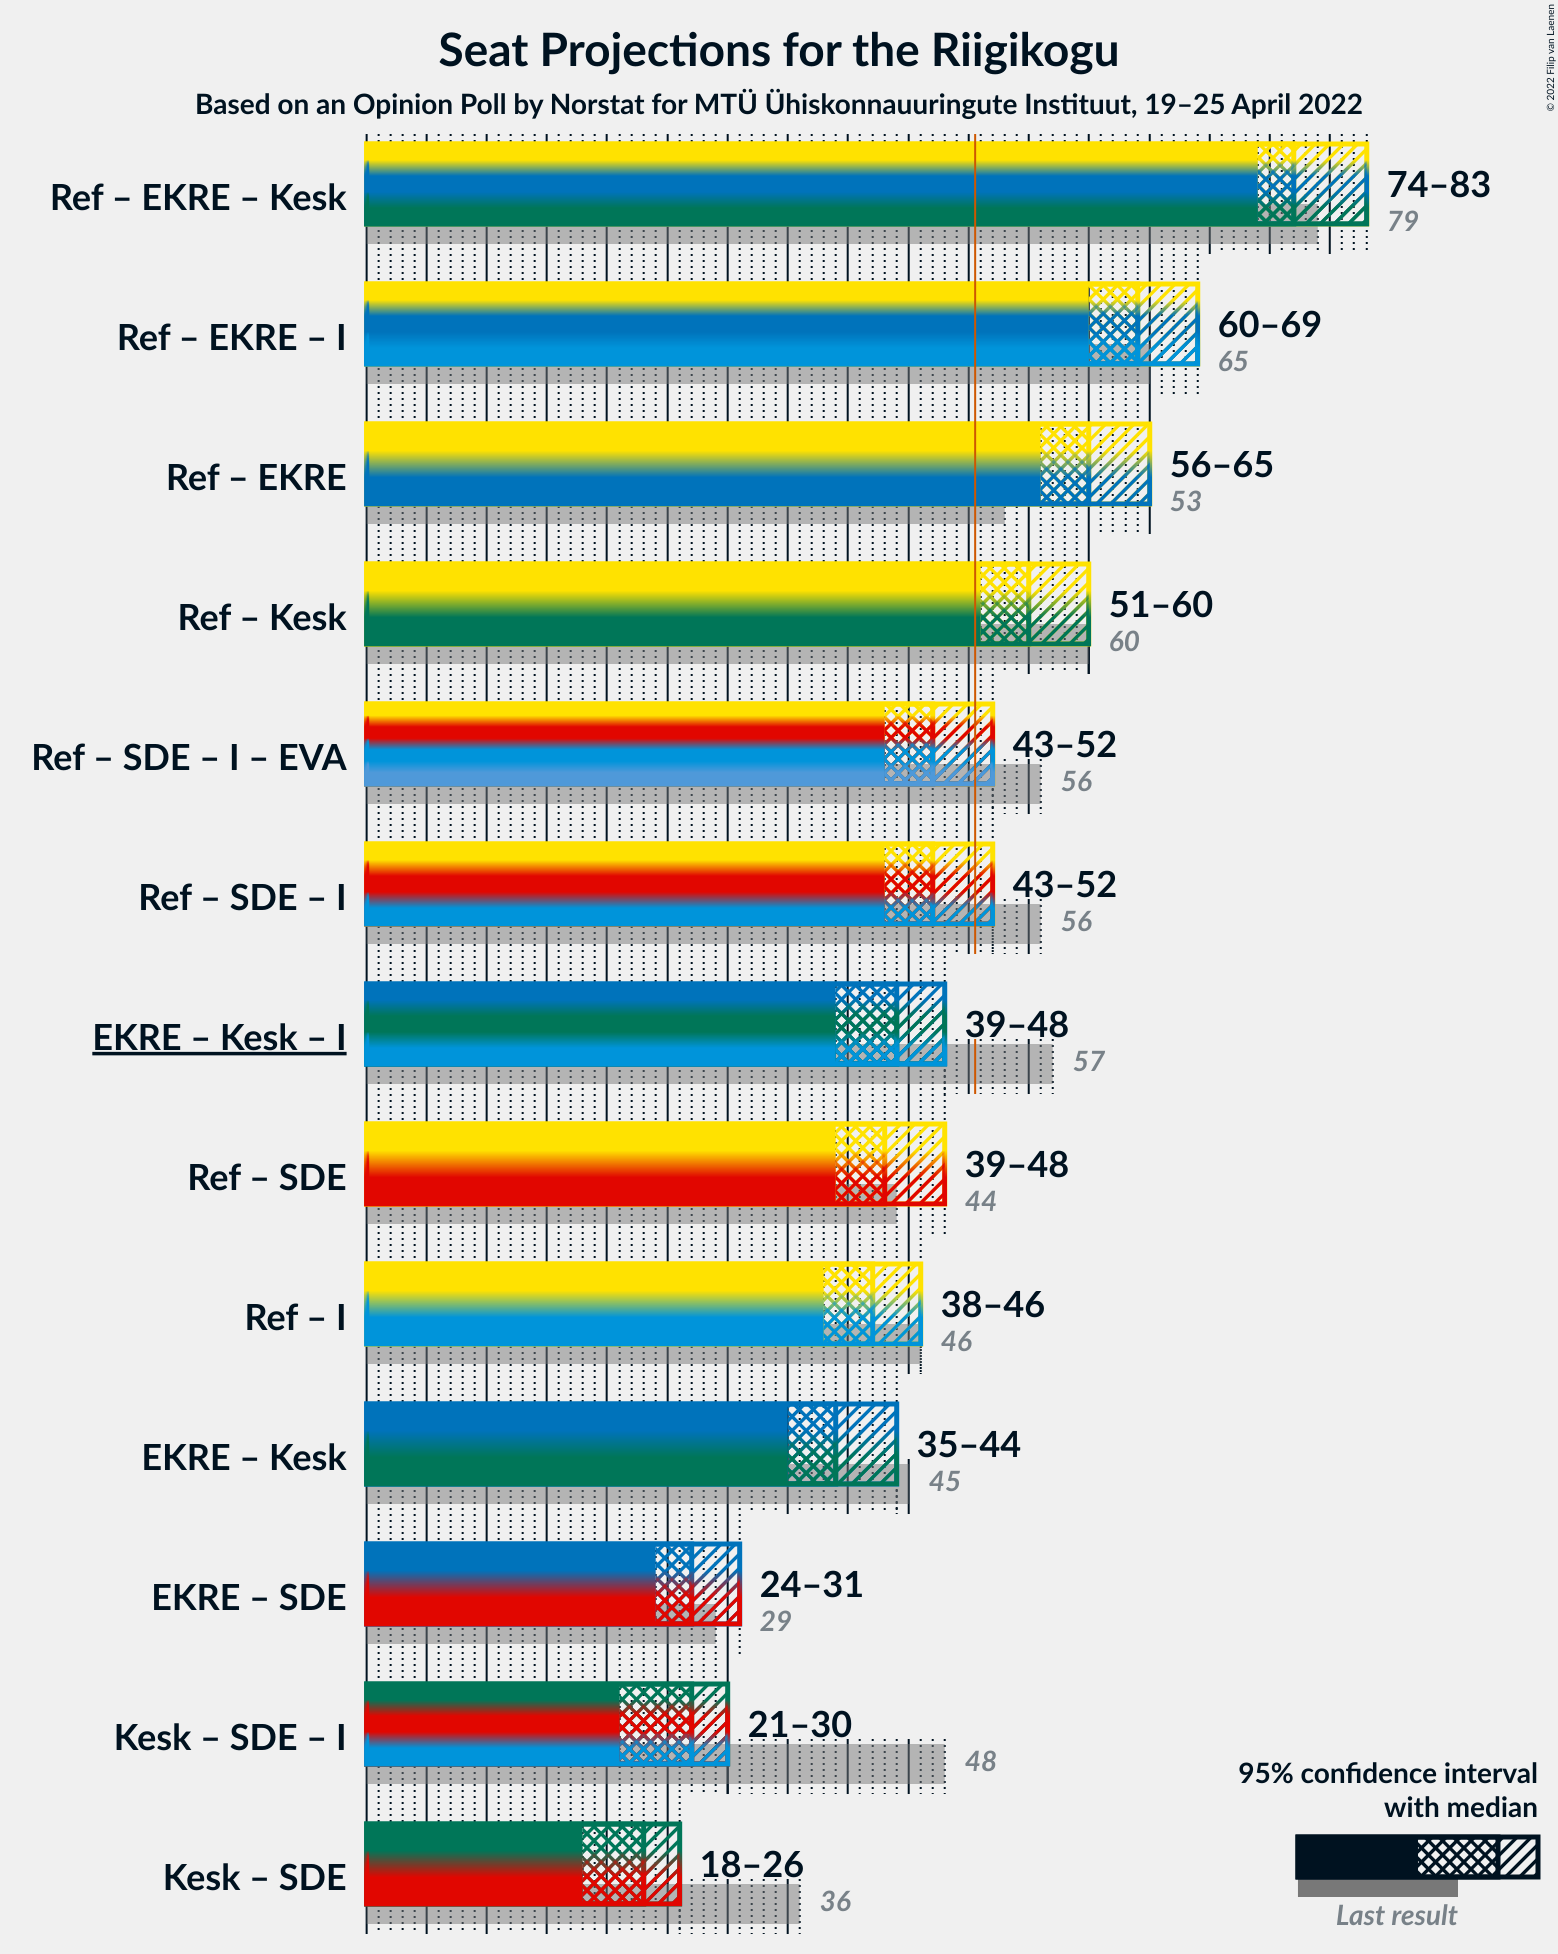 Seat Projections for the Riigikogu
Based on an Opinion Poll by Norstat for MTÜ Ühiskonnauuringute Instituut, 19–25 April 2022
© 2022 Filip van Laenen
Ref – EKRE – Kesk
74–83
79
Ref – EKRE – I
60–69
65
Ref – EKRE
56–65
53
Ref – Kesk
51–60
60
Ref – SDE – I – EVA
43–52
56
Ref – SDE – I
43–52
56
EKRE – Kesk – I
39–48
57
Ref – SDE
39–48
44
Ref – I
38–46
46
EKRE – Kesk
35–44
45
EKRE – SDE
24–31
29
Kesk – SDE – I
21–30
48
Kesk – SDE
18–26
36
95% confidence interval
with median
Last result